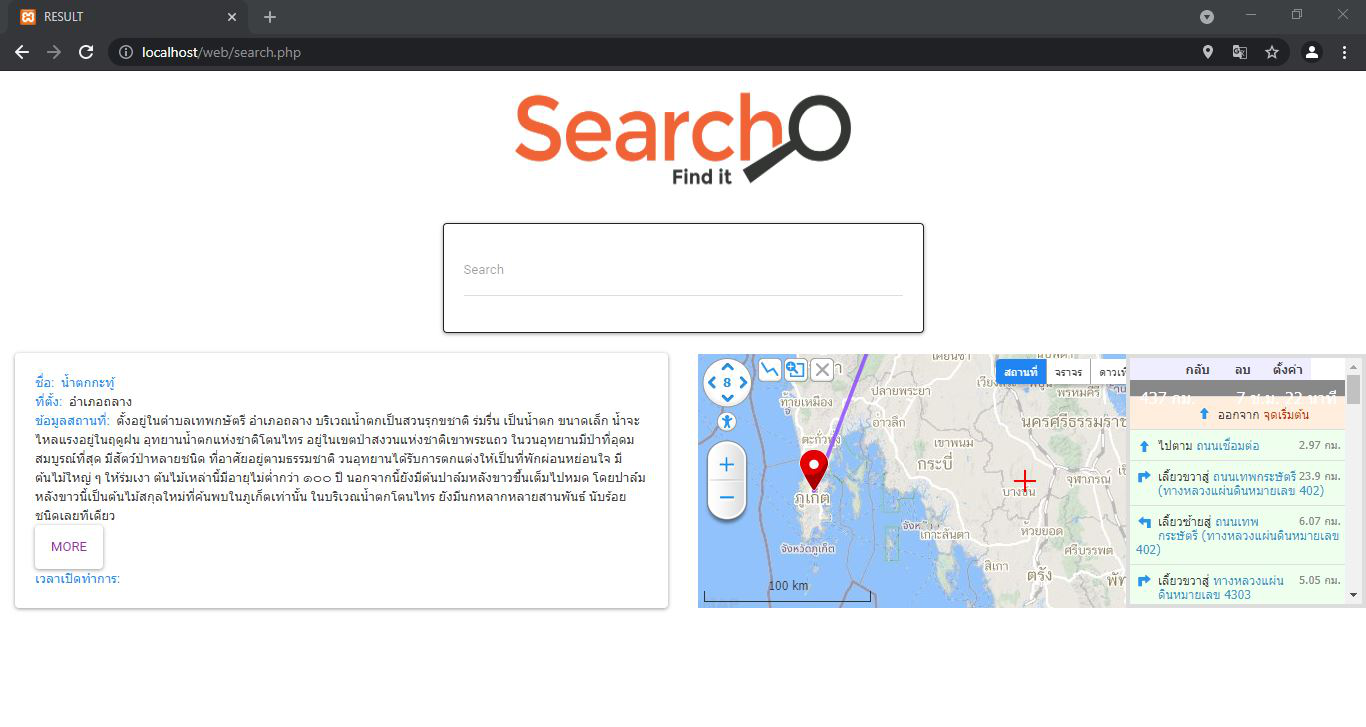 RESULT
localhost/web/search.php
Search
Find it
Search
ชื่อ: น้ำตกกะทู้
ที่ตั้ง: อำเภอถลาง
ข้อมูลสถานที่: ตั้งอยู่ในตำบลเทพกษัตรี อำเภอถลาง บริเวณน้ำตกเป็นสวนรุกขชาติ ร่มรื่น เป็นน้ำตก ขนาดเล็ก น้ำจะ
ไหลแรงอยู่ในฤดูฝน อุทยานน้ำตกแห่งชาติโตนไทร อยู่ในเขตป่าสงวนแห่งชาติเขาพระแถว ในวนอุทยานมีป่าที่อุดม
สมบูรณ์ที่สุด มีสัตว์ป่าหลายชนิด ที่อาศัยอยู่ตามธรรมชาติ วนอุทยานได้รับการตกแต่งให้เป็นที่พักผ่อนหย่อนใจ มี
ต้นไม้ใหญ่ ๆ ให้ร่มเงา ต้นไม้เหล่านี้มีอายุไม่ต่ำกว่า ๑๐๐ ปี นอกจากนี้ยังมีต้นปาล์มหลังขาวขึ้นเต็มไปหมด โดยปาล์ม
หลังขาวนี้เป็นต้นไม้สกุลใหม่ที่ค้นพบในภูเก็ตเท่านั้น ในบริเวณน้ำตกโตนไทร ยังมีนกหลากหลายสานพันธ์ นับร้อย
ชนิดเลยทีเดียว
MORE
เวลาเปิดทำการ:
8
สถานที่ จราจร ดาวเที
ท้ายเหมือง
ปลายพระยา
พรหมคีรี
อ่าวลึก
นครศรีธรรมราช
ตะกั่วทุ่ง
เขาพนม
กระบี่
บางขัน
จุฬาภรณ์
ภูเก็ต
ห้วยยอด
เกาะลันตา
จังหวัดภูเก็ต
ศรีบรรพต
สิเกา
ตรัง
100 km
กลับ ลบ ตั้งค่า
437 กม. 7 ช.ม. 22 นาที
ออกจาก จุดเริ่มต้น
ไปตาม ถนนเชื่อมต่อ 2.97 กม.
เลี้ยวขวาสู่ ถนนเทพกระษัตรี 23.9 กม.
(ทางหลวงแผ่นดินหมายเลข 402)
เลี้ยวซ้ายสู่ ถนนเทพ 6.07 กม.
กระษัตรี (ทางหลวงแผ่นดินหมายเลข
402)
เลี้ยวขวาสู่ ทางหลวงแผ่น 5.05 กม.
ดินหมายเลข 4303